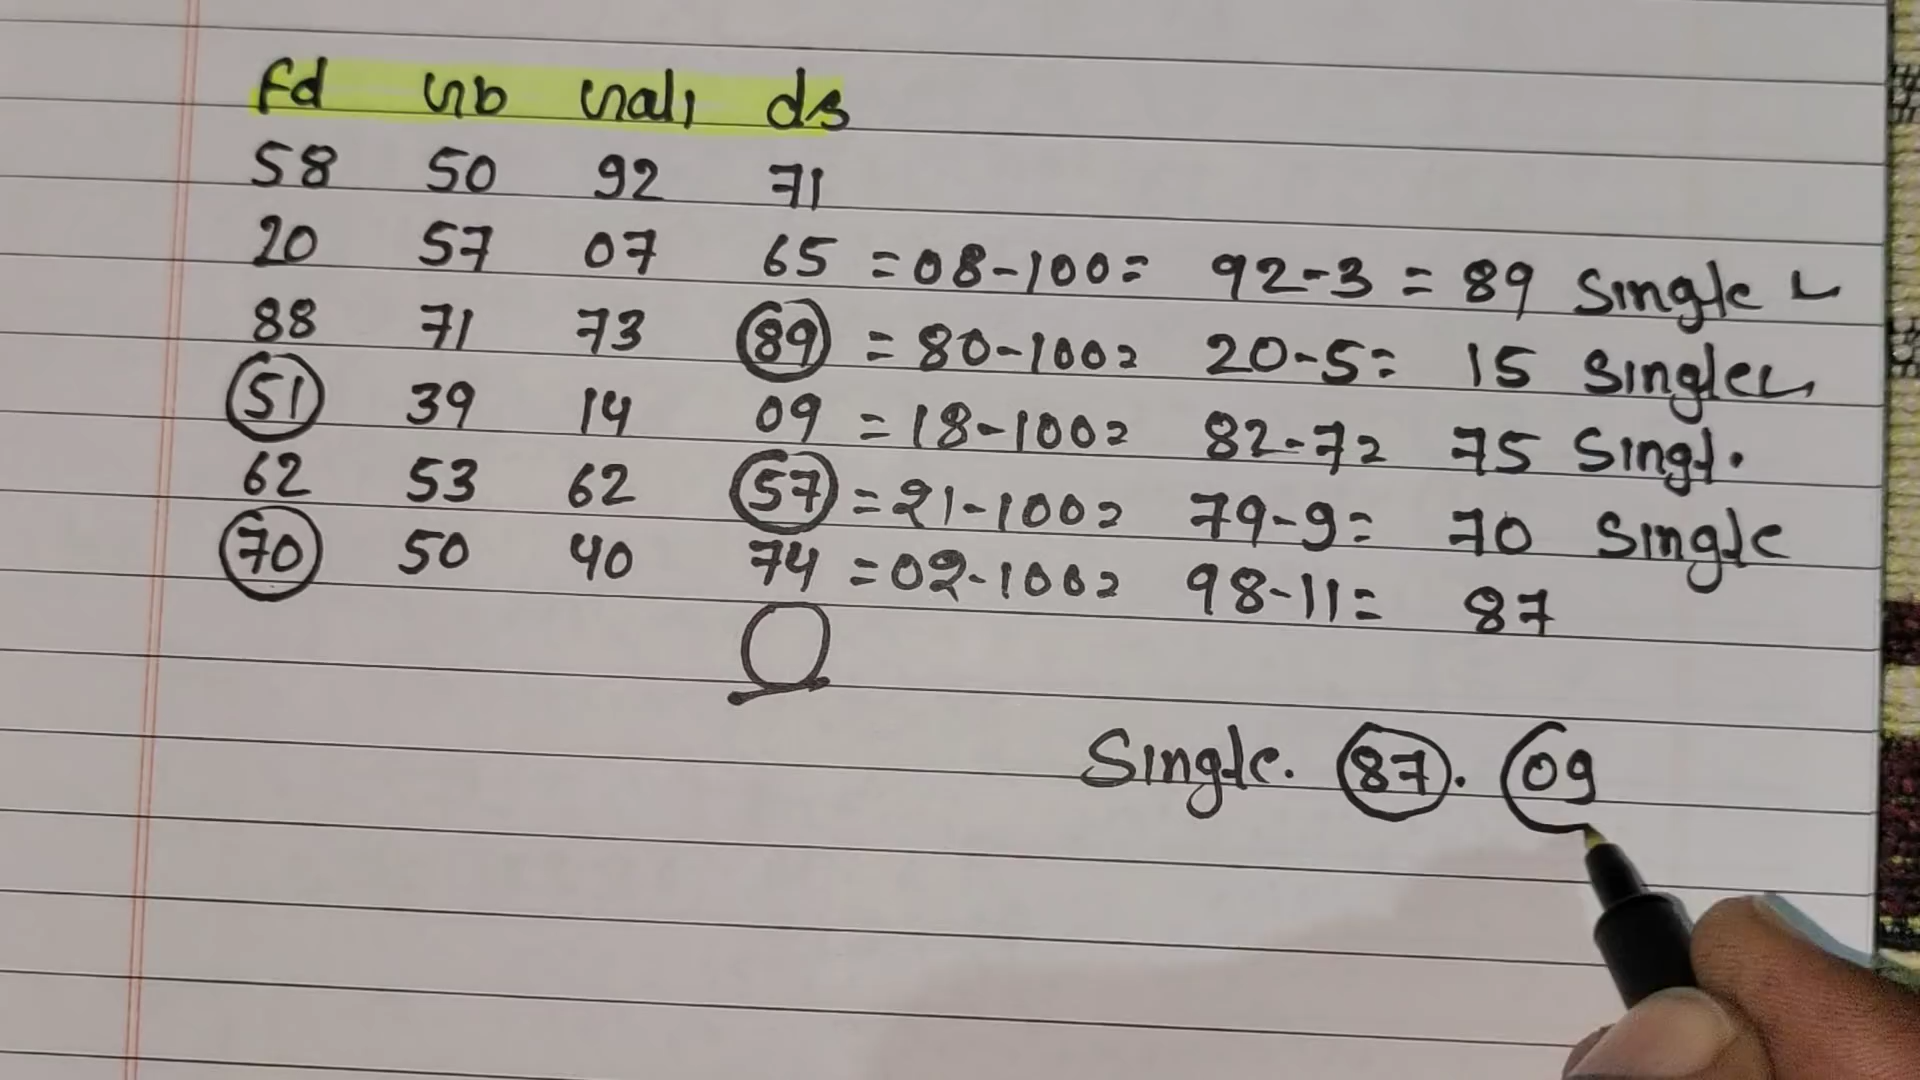 fd gb gali ds
58 50 92 71
20 57 07 65 = 08-100= 92-3 = 89 Single
88 71 73 89 = 80-100= 20-5= 15 Single
51 39 14 09 = 18-100= 82-7= 75 Singl.
62 53 62 57 = 21-100= 79-9= 70 Single
70 50 40 74 = 02-100= 98-11= 87
Single. 87. 09